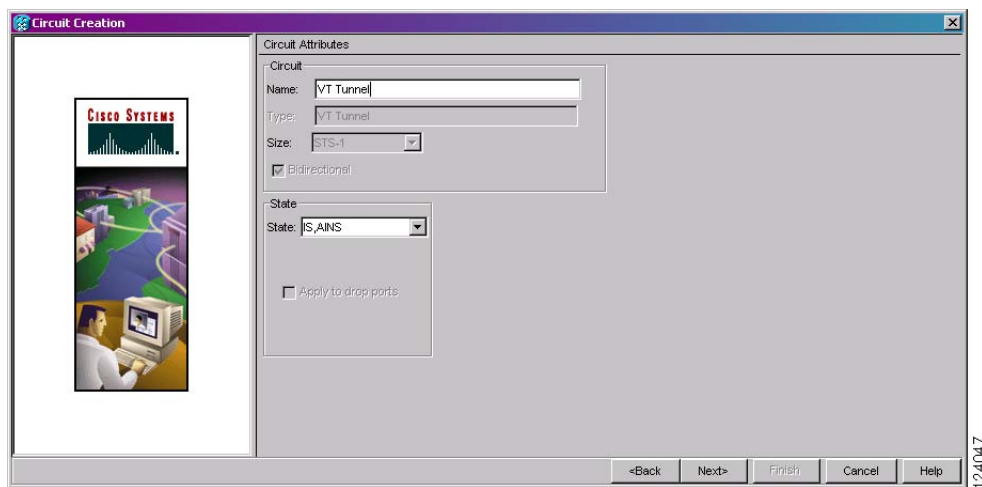 Circuit Creation
CISCO SYSTEMS
Circuit Attributes
Circuit
Name: VT Tunnel
Type: VT Tunnel
Size: STS-1
Bidirectional
State
State: IS,AINS
Apply to drop ports
<Back Next> Finish Cancel Help
124047